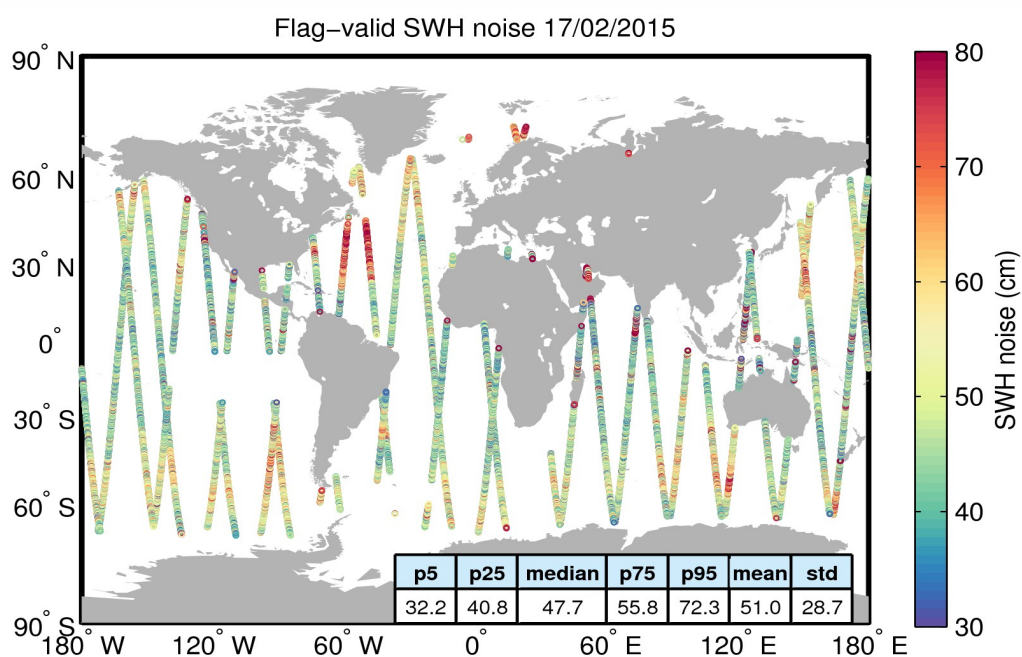 Flag−valid SWH noise 17/02/2015
90° N
60° N
30° N
0°
30° S
60° S
90° S
180° W
120° W
60° W
0°
60° E
120° E
180° E
p5 p25 median p75 p95 mean std
32.2 40.8 47.7 55.8 72.3 51.0 28.7
80
70
60
50
40
30
SWH noise (cm)